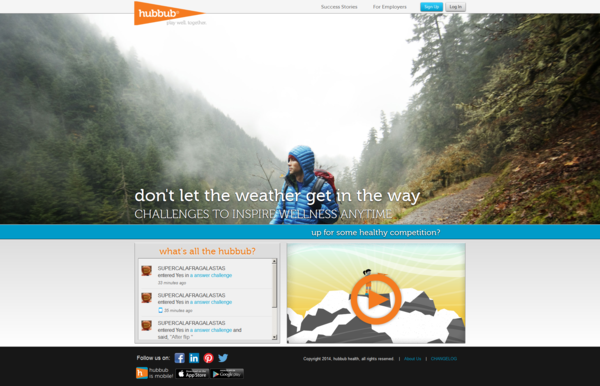 hubbub
play well. together.
Success Stories
For Employers
Sign Up
Log In
don't let the weather get in the way
CHALLENGES TO INSPIRE WELLNESS ANYTIME
up for some healthy competition?
what's all the hubbub?
SUPERCALAFRAGALASTAS
entered Yes in a answer challenge
33 minutes ago
SUPERCALAFRAGALASTAS
entered Yes in a answer challenge
35 minutes ago
SUPERCALAFRAGALASTAS
entered Yes in a answer challenge and
said, "After flip "
Follow us on:
hubbub
is mobile!
App Store
Google play
Copyright 2016, hubbub health, all rights reserved. | About Us | CHANGELOG